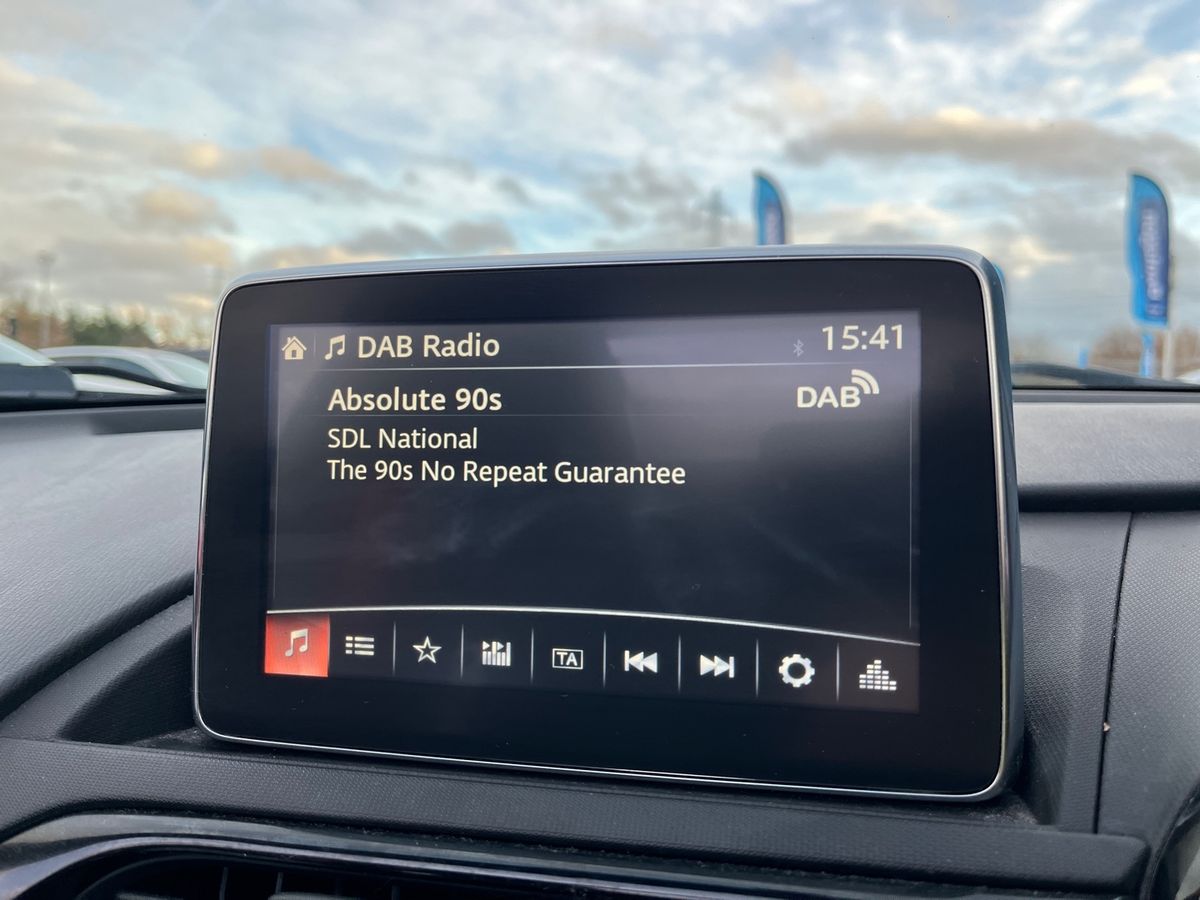 DAB Radio
15:41
Absolute 90s
DAB
SDL National
The 90s No Repeat Guarantee
TA